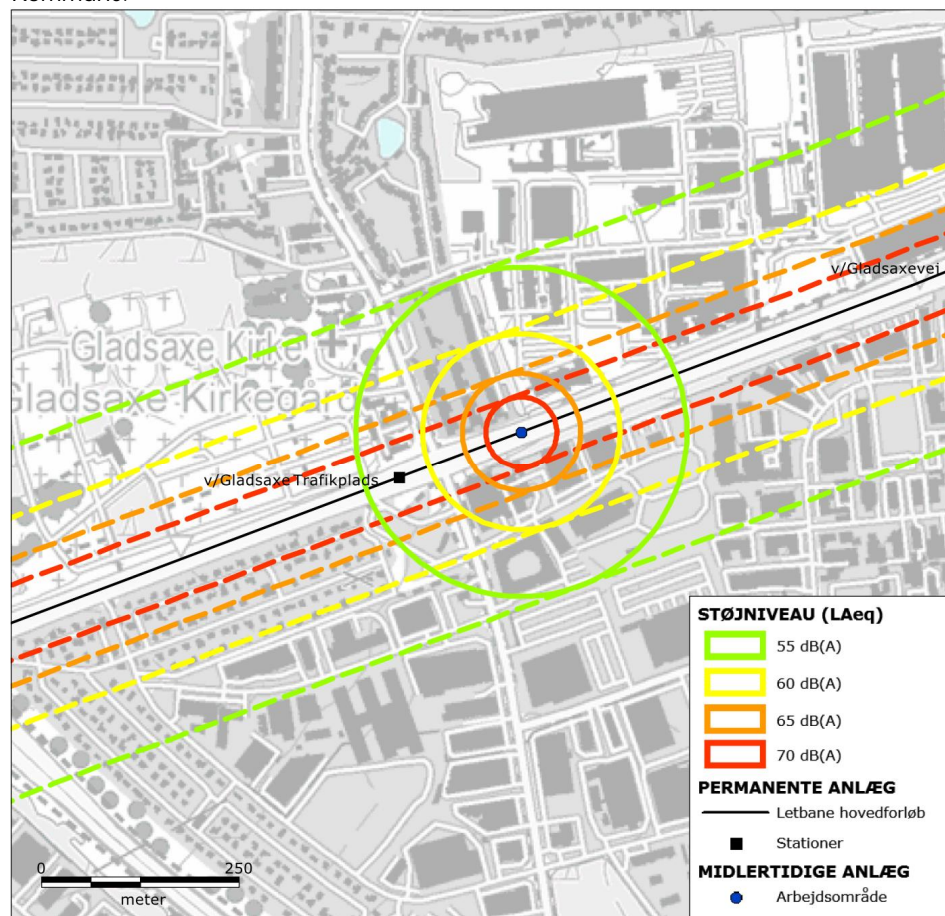 v/Gladsaxevej
Gladsaxe Kirke
Gladsaxe Kirkegård
v/Gladsaxe Trafikplads
STØJNIVEAU (LAeq)
55 dB(A)
60 dB(A)
65 dB(A)
70 dB(A)
PERMANENTE ANLÆG
Letbane hovedforløb
Stationer
MIDLERTIDIGE ANLÆG
Arbejdsområde
0 250
meter